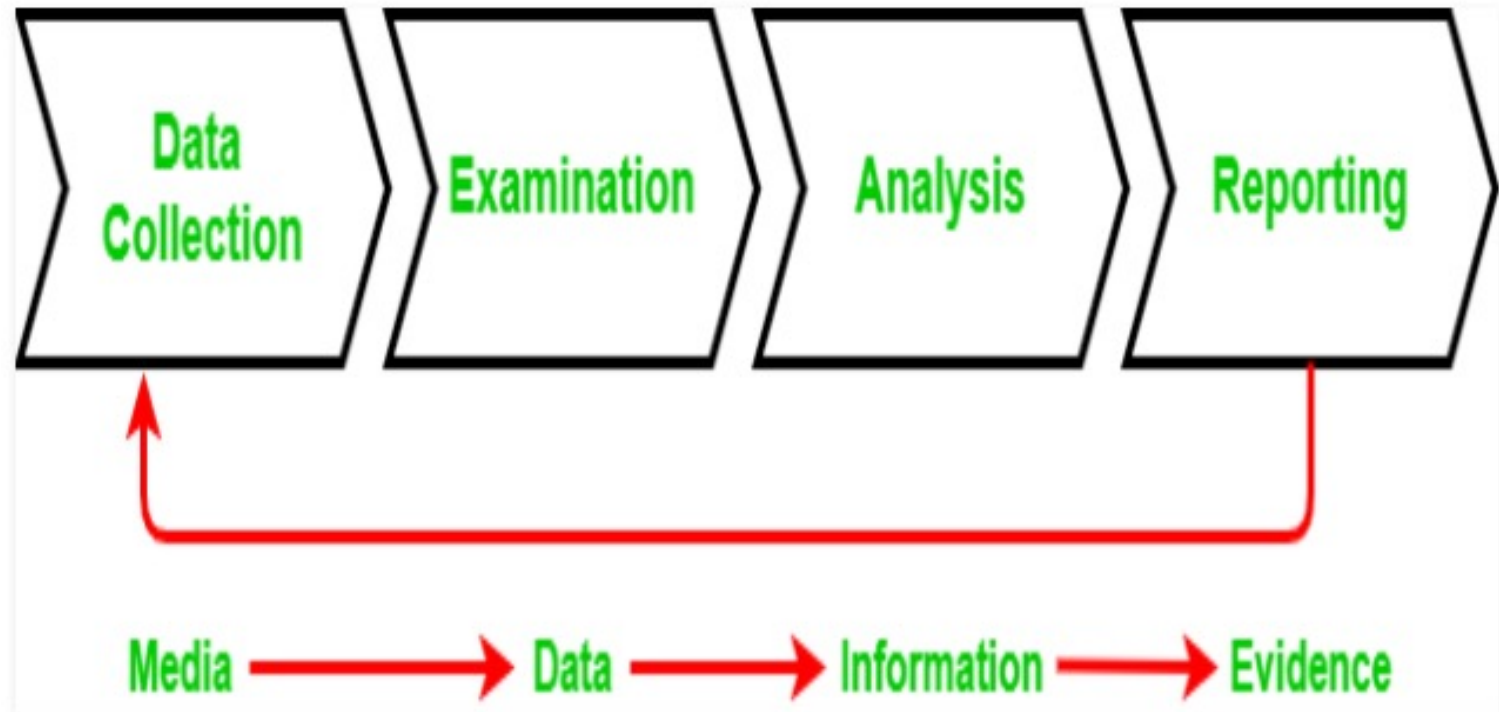 Data
Collection
Examination
Analysis
Reporting
Media
Data
Information
Evidence